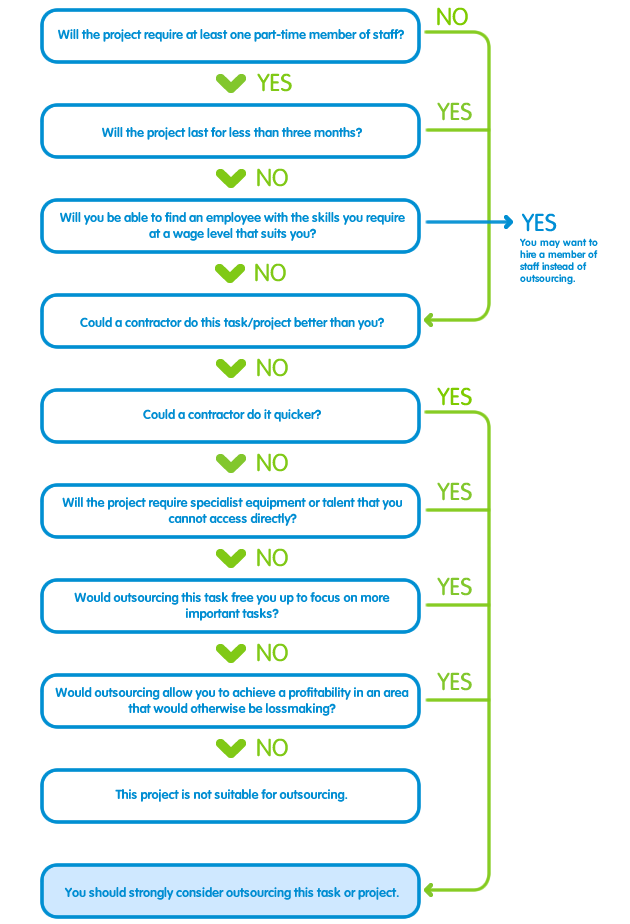 NO
Will the project require at least one part-time member of staff?
YES
YES
Will the project last for less than three months?
NO
Will you be able to find an employee with the skills you require
at a wage level that suits you?
YES
You may want to
hire a member of
staff instead of
outsourcing.
NO
Could a contractor do this task/project better than you?
NO
YES
Could a contractor do it quicker?
NO
YES
Will the project require specialist equipment or talent that you
cannot access directly?
NO
YES
Would outsourcing this task free you up to focus on more
important tasks?
NO
YES
Would outsourcing allow you to achieve a profitability in an area
that would otherwise be lossmaking?
NO
This project is not suitable for outsourcing.
You should strongly consider outsourcing this task or project.